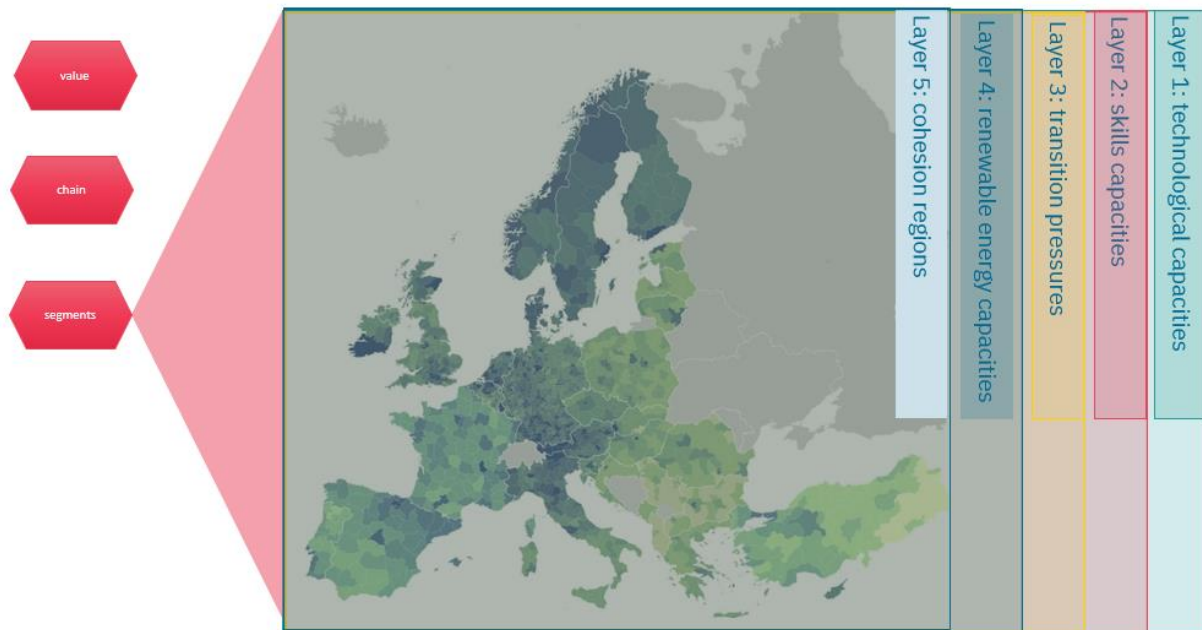 value
chain
segments
Layer 5: cohesion regions
Layer 4: renewable energy capacities
Layer 3: transition pressures
Layer 2: skills capacities
Layer 1: technological capacities